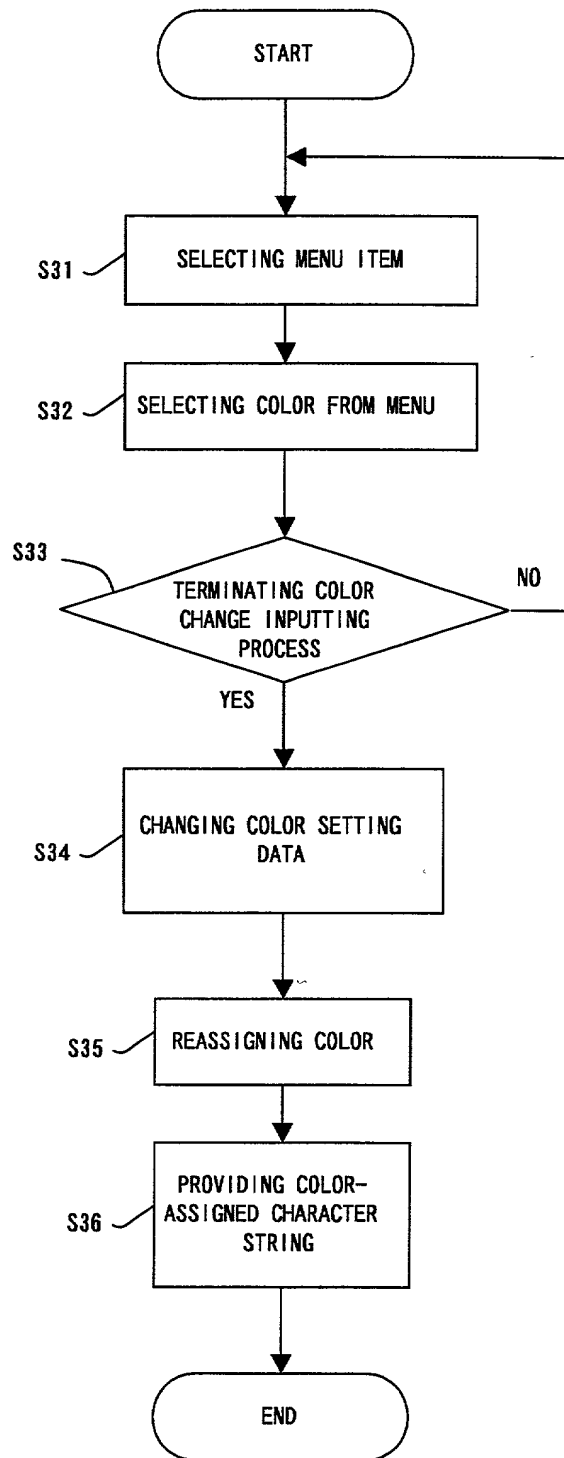 START
S31
SELECTING MENU ITEM
S32
SELECTING COLOR FROM MENU
S33
TERMINATING COLOR
CHANGE INPUTTING
PROCESS
NO
YES
S34
CHANGING COLOR SETTING
DATA
S35
REASSIGNING COLOR
S36
PROVIDING COLOR-
ASSIGNED CHARACTER
STRING
END